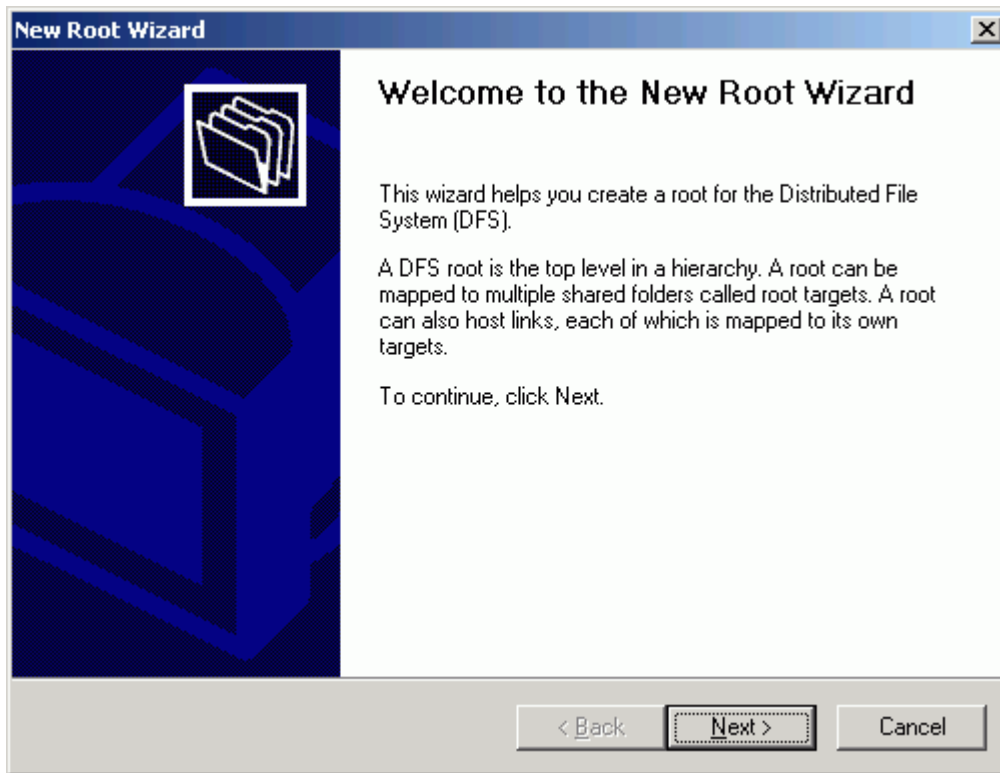 New Root Wizard
Welcome to the New Root Wizard
This wizard helps you create a root for the Distributed File
System (DFS).
A DFS root is the top level in a hierarchy. A root can be
mapped to multiple shared folders called root targets. A root
can also host links, each of which is mapped to its own
targets.
To continue, click Next.
< Back Next > Cancel